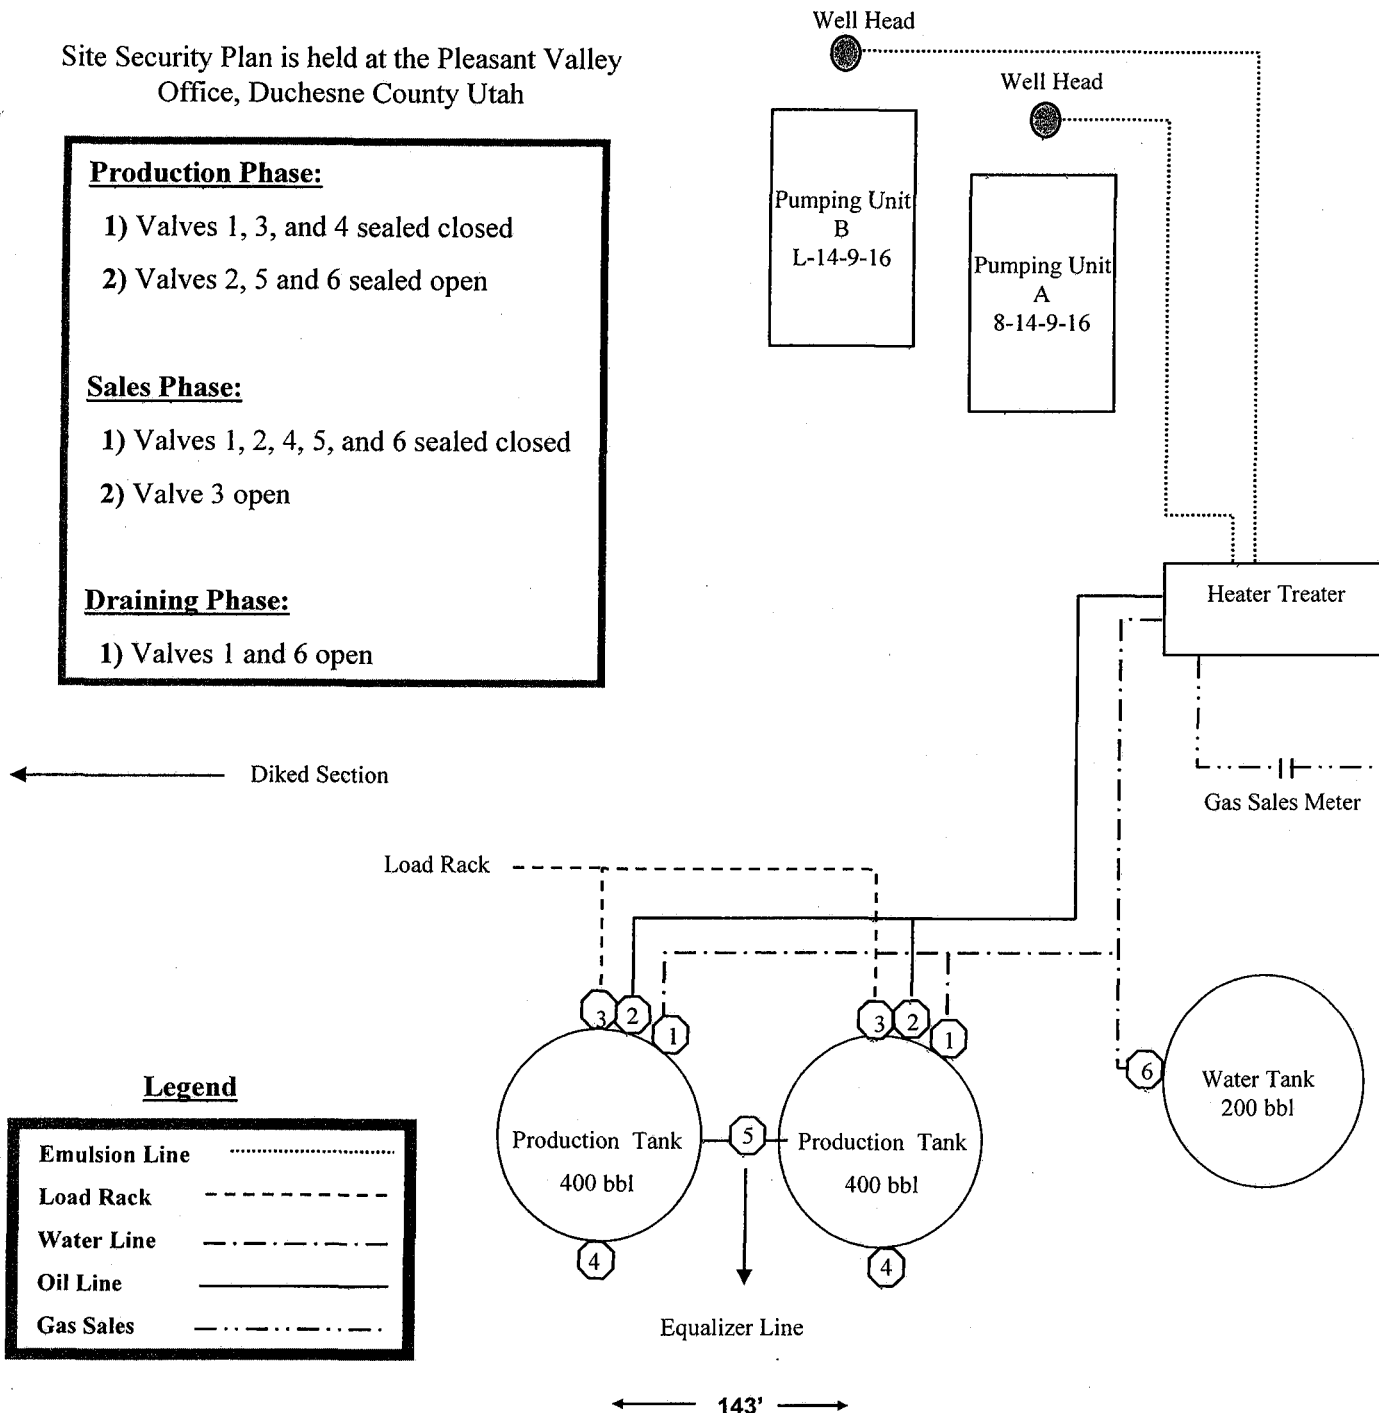 Site Security Plan is held at the Pleasant Valley
Office, Duchesne County Utah
Production Phase:
1) Valves 1, 3, and 4 sealed closed
2) Valves 2, 5 and 6 sealed open
Sales Phase:
1) Valves 1, 2, 4, 5, and 6 sealed closed
2) Valve 3 open
Draining Phase:
1) Valves 1 and 6 open
Well Head
Well Head
Pumping Unit
B
L-14-9-16
Pumping Unit
A
8-14-9-16
Heater Treater
Diked Section
Gas Sales Meter
Load Rack
3
2
1
3
2
1
6
Water Tank
200 bbl
Production Tank
400 bbl
5
Production Tank
400 bbl
4
4
Equalizer Line
143'
Legend
Emulsion Line
Load Rack
Water Line
Oil Line
Gas Sales